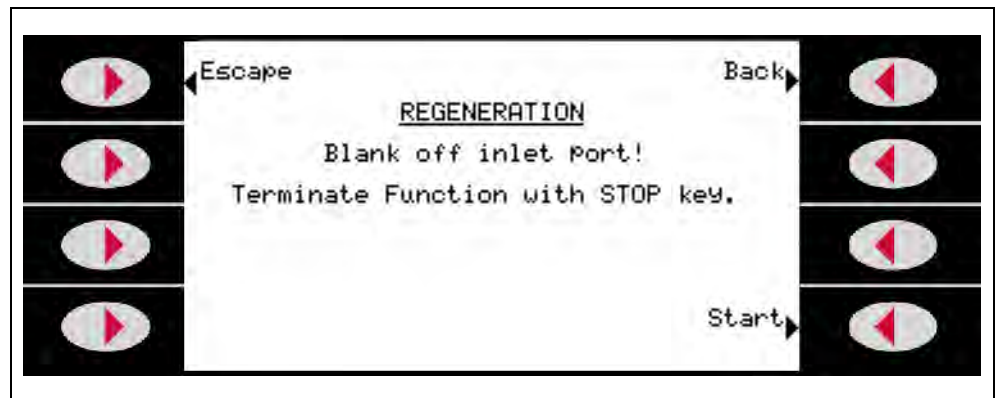 Escape Back
REGENERATION
Blank off inlet port!
Terminate Function with STOP key.
Start